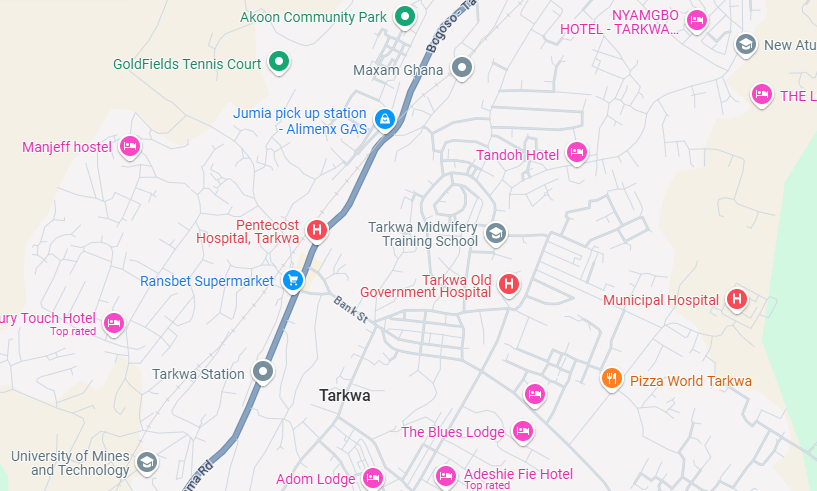 Akoon Community Park
NYAMGBO
HOTEL - TARKWA...
Bogoso - Ta
New Atu
GoldFields Tennis Court
Maxam Ghana
THE L
Jumia pick up station
- Alimenx GAS
Manjeff hostel
Tandoh Hotel
Pentecost
Hospital, Tarkwa
H
Tarkwa Midwifery
Training School
Ransbet Supermarket
Tarkwa Old
Government Hospital
H
Municipal Hospital
H
Bank St
ury Touch Hotel
Top rated
Tarkwa Station
Pizza World Tarkwa
Tarkwa
The Blues Lodge
University of Mines
and Technology
ma Rd
Adom Lodge
Adeshie Fie Hotel
Top rated